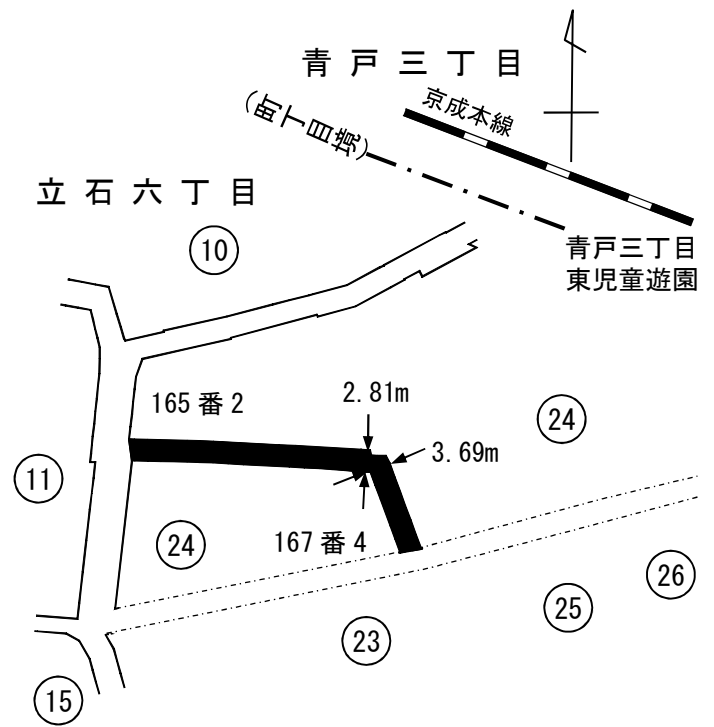 青戸三丁目
京成本線
(町丁目境)
立石六丁目
10
青戸三丁目
東児童遊園
165番2
2.81m
24
3.69m
11
24
167番4
26
25
23
15